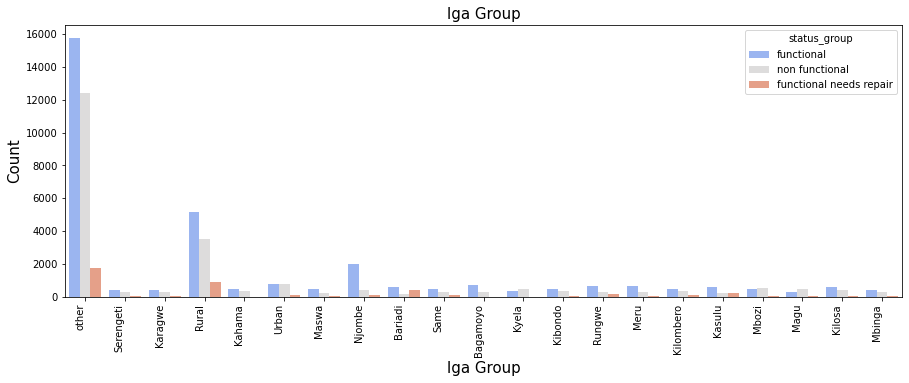 Iga Group
Count
16000
14000
12000
10000
8000
6000
4000
2000
0
status_group
functional
non functional
functional needs repair
other
Serengeti
Karagwe
Rural
Kahama
Urban
Maswa
Njombe
Bariadi
Same
Bagamoyo
Kyela
Kibondo
Rungwe
Meru
Kilombero
Kasulu
Mbozi
Magu
Kilosa
Mbinga
Iga Group